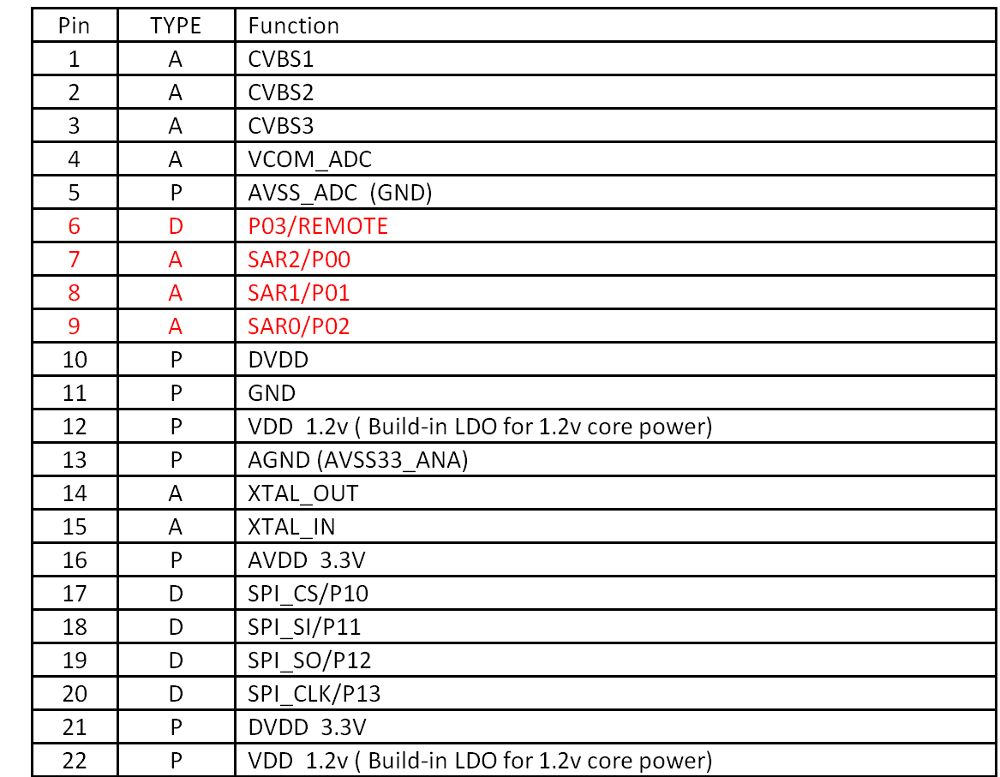 Pin TYPE Function
1 A CVBS1
2 A CVBS2
3 A CVBS3
4 A VCOM_ADC
5 P AVSS_ADC (GND)
6 D P03/REMOTE
7 A SAR2/P00
8 A SAR1/P01
9 A SAR0/P02
10 P DVDD
11 P GND
12 P VDD 1.2v ( Build-in LDO for 1.2v core power)
13 P AGND (AVSS33_ANA)
14 A XTAL_OUT
15 A XTAL_IN
16 P AVDD 3.3V
17 D SPI_CS/P10
18 D SPI_SI/P11
19 D SPI_SO/P12
20 D SPI_CLK/P13
21 P DVDD 3.3V
22 P VDD 1.2v ( Build-in LDO for 1.2v core power)